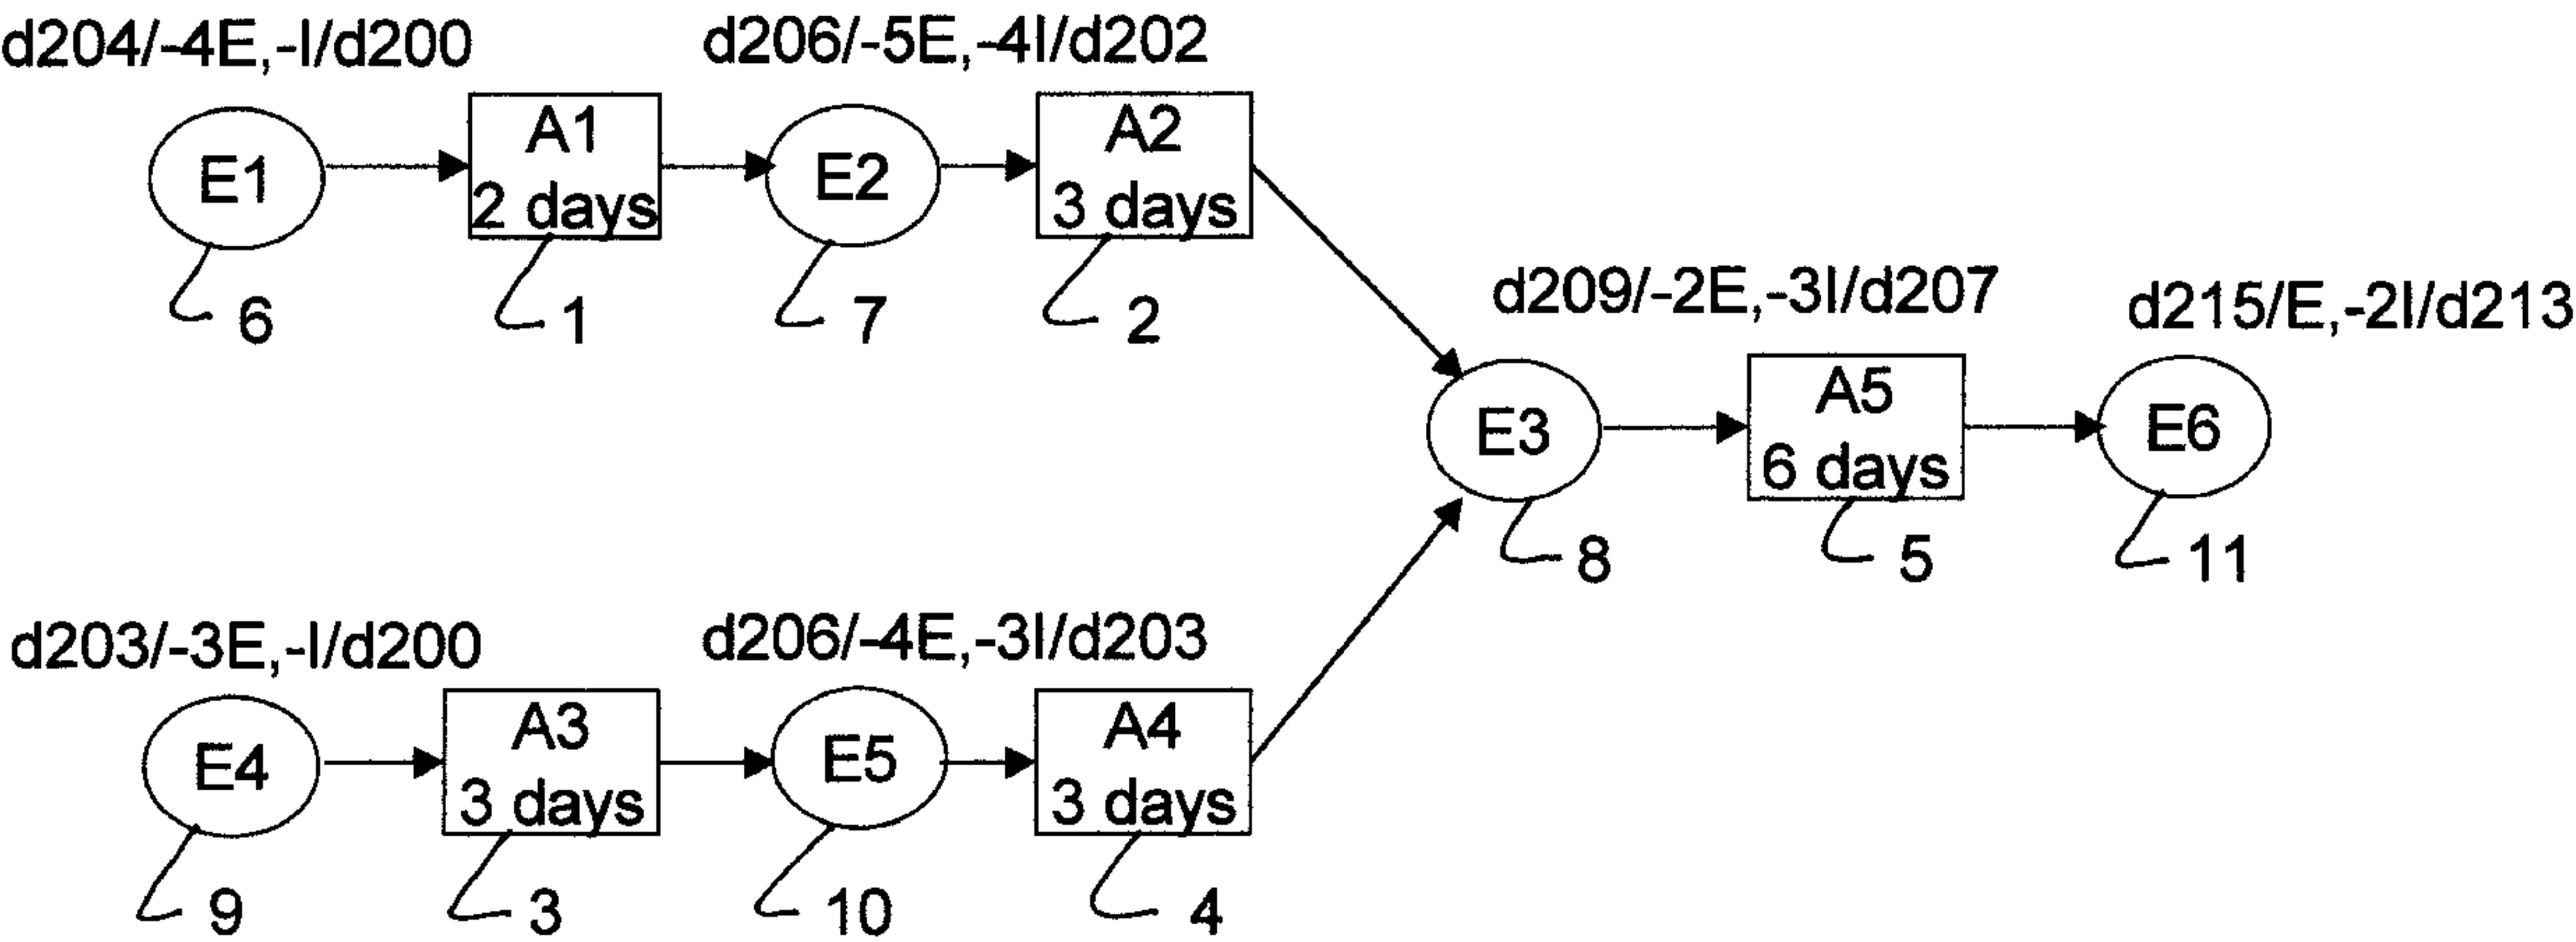 d204/-4E,-I/d200
d206/-5E,-4I/d202
E1
A1
2 days
E2
A2
3 days
6
1
7
2
d209/-2E,-3I/d207
d215/E,-2I/d213
E3
A5
6 days
E6
8
5
11
d203/-3E,-I/d200
d206/-4E,-3I/d203
E4
A3
3 days
E5
A4
3 days
9
3
10
4